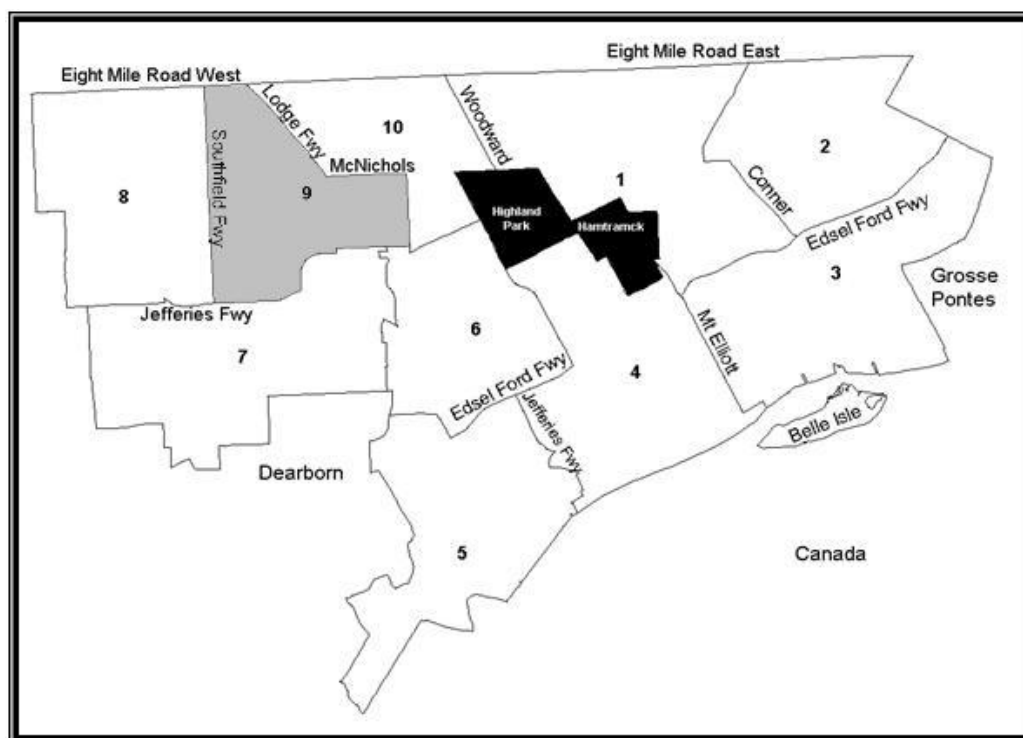 Eight Mile Road East
Eight Mile Road West
Lodge Fwy
Woodward
10
McNichols
2
Southfield Fwy
8
9
1
Conner
Highland
Park
Hamtramck
Edsel Ford Fwy
3
Grosse
Pontes
Jefferies Fwy
7
6
Mt Elliott
4
Edsel Ford Fwy
Jefferies Fwy
Belle Isle
Dearborn
5
Canada